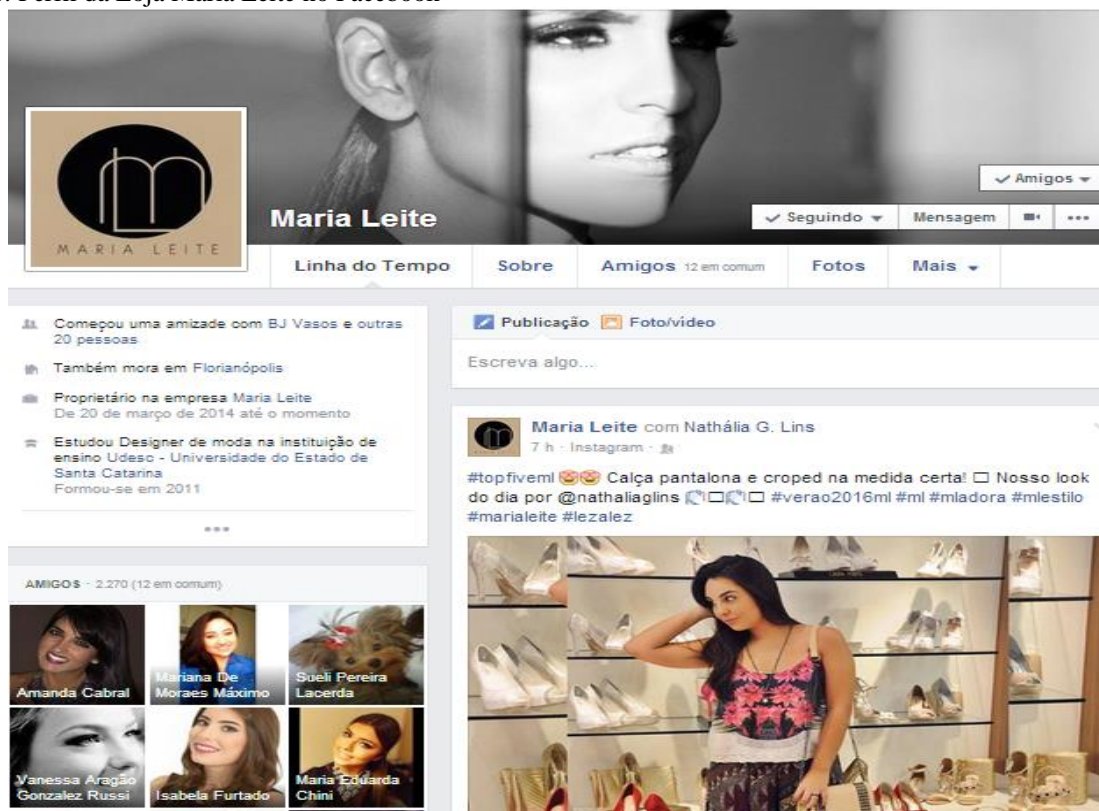 Perfil da Loja Maria Leite no Facebook
MARIA LEITE
Maria Leite
Amigos
Seguindo
Mensagem
Linha do Tempo
Sobre
Amigos 12 em comum
Fotos
Mais
Começou uma amizade com BJ Vasos e outras
20 pessoas
Também mora em Florianópolis
Proprietário na empresa Maria Leite
De 20 de março de 2014 até o momento
Estudou Designer de moda na instituição de
ensino Udesc - Universidade do Estado de
Santa Catarina
Formou-se em 2011
AMIGOS · 2.270 (12 em comum)
Amanda Cabral
Mariana De
Moraes Máximo
Sueli Pereira
Lacerda
Vanessa Aragão
Gonzalez Russi
Isabela Furtado
Maria Eduarda
Chini
Publicação
Foto/vídeo
Escreva algo...
Maria Leite com Nathália G. Lins
7 h · Instagram ·
#topfiveml Calça pantalona e croped na medida certa! Nosso look
do dia por @nathaliaglins #verao2016ml #ml #mladora #mlestilo
#marialeite #lezalez